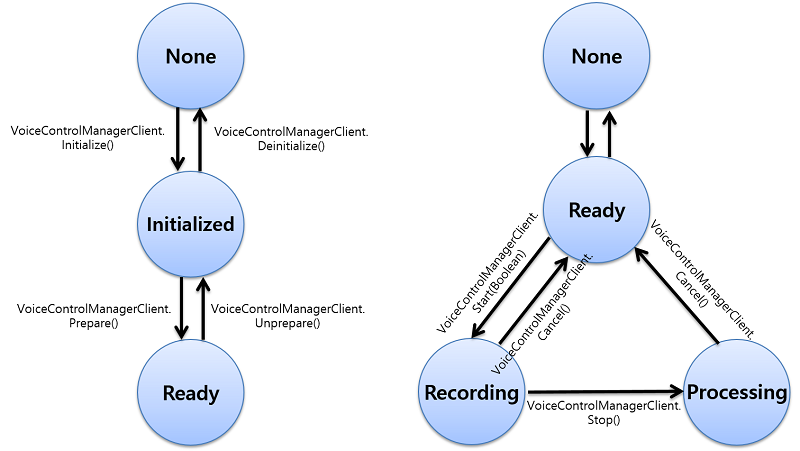 None
VoiceControlManagerClient.
Initialize()
VoiceControlManagerClient.
Deinitialize()
Initialized
VoiceControlManagerClient.
Prepare()
VoiceControlManagerClient.
Unprepare()
Ready
None
Ready
VoiceControlManagerClient.
Start(Boolean)
VoiceControlManagerClient.
Cancel()
VoiceControlManagerClient.
Cancel()
Recording
VoiceControlManagerClient.
Stop()
Processing